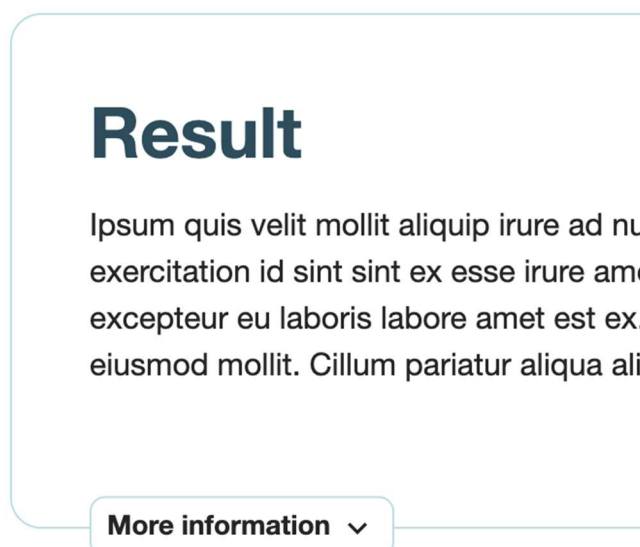 Result
Ipsum quis velit mollit aliquip irure ad
exercitation id sint sint ex esse irure
excepteur eu laboris labore amet est ex.
eiusmod mollit. Cillum pariatur aliqua
More information